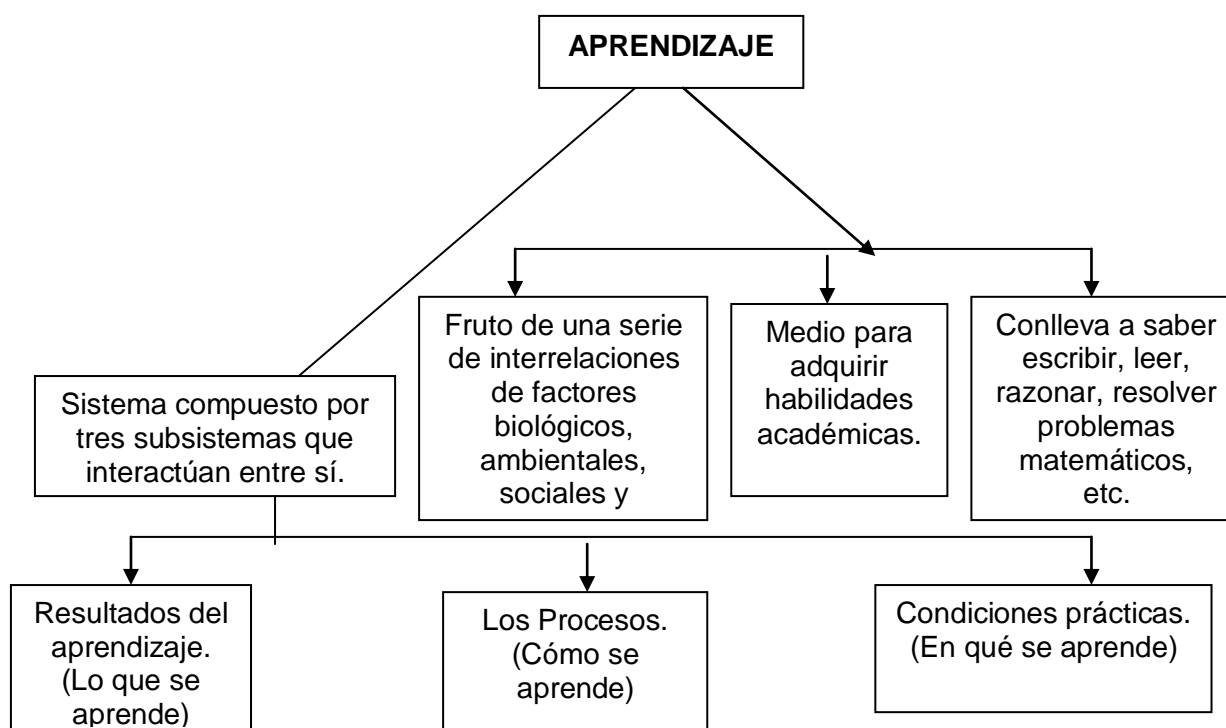 APRENDIZAJE
Fruto de una serie
de interrelaciones
de factores
biológicos,
ambientales,
sociales y
Medio para
adquirir
habilidades
académicas.
Conlleva a saber
escribir, leer,
razonar, resolver
problemas
matemáticos,
etc.
Sistema compuesto por
tres subsistemas que
interactúan entre sí.
Resultados del
aprendizaje.
(Lo que se
aprende)
Los Procesos.
(Cómo se
aprende)
Condiciones prácticas.
(En qué se aprende)